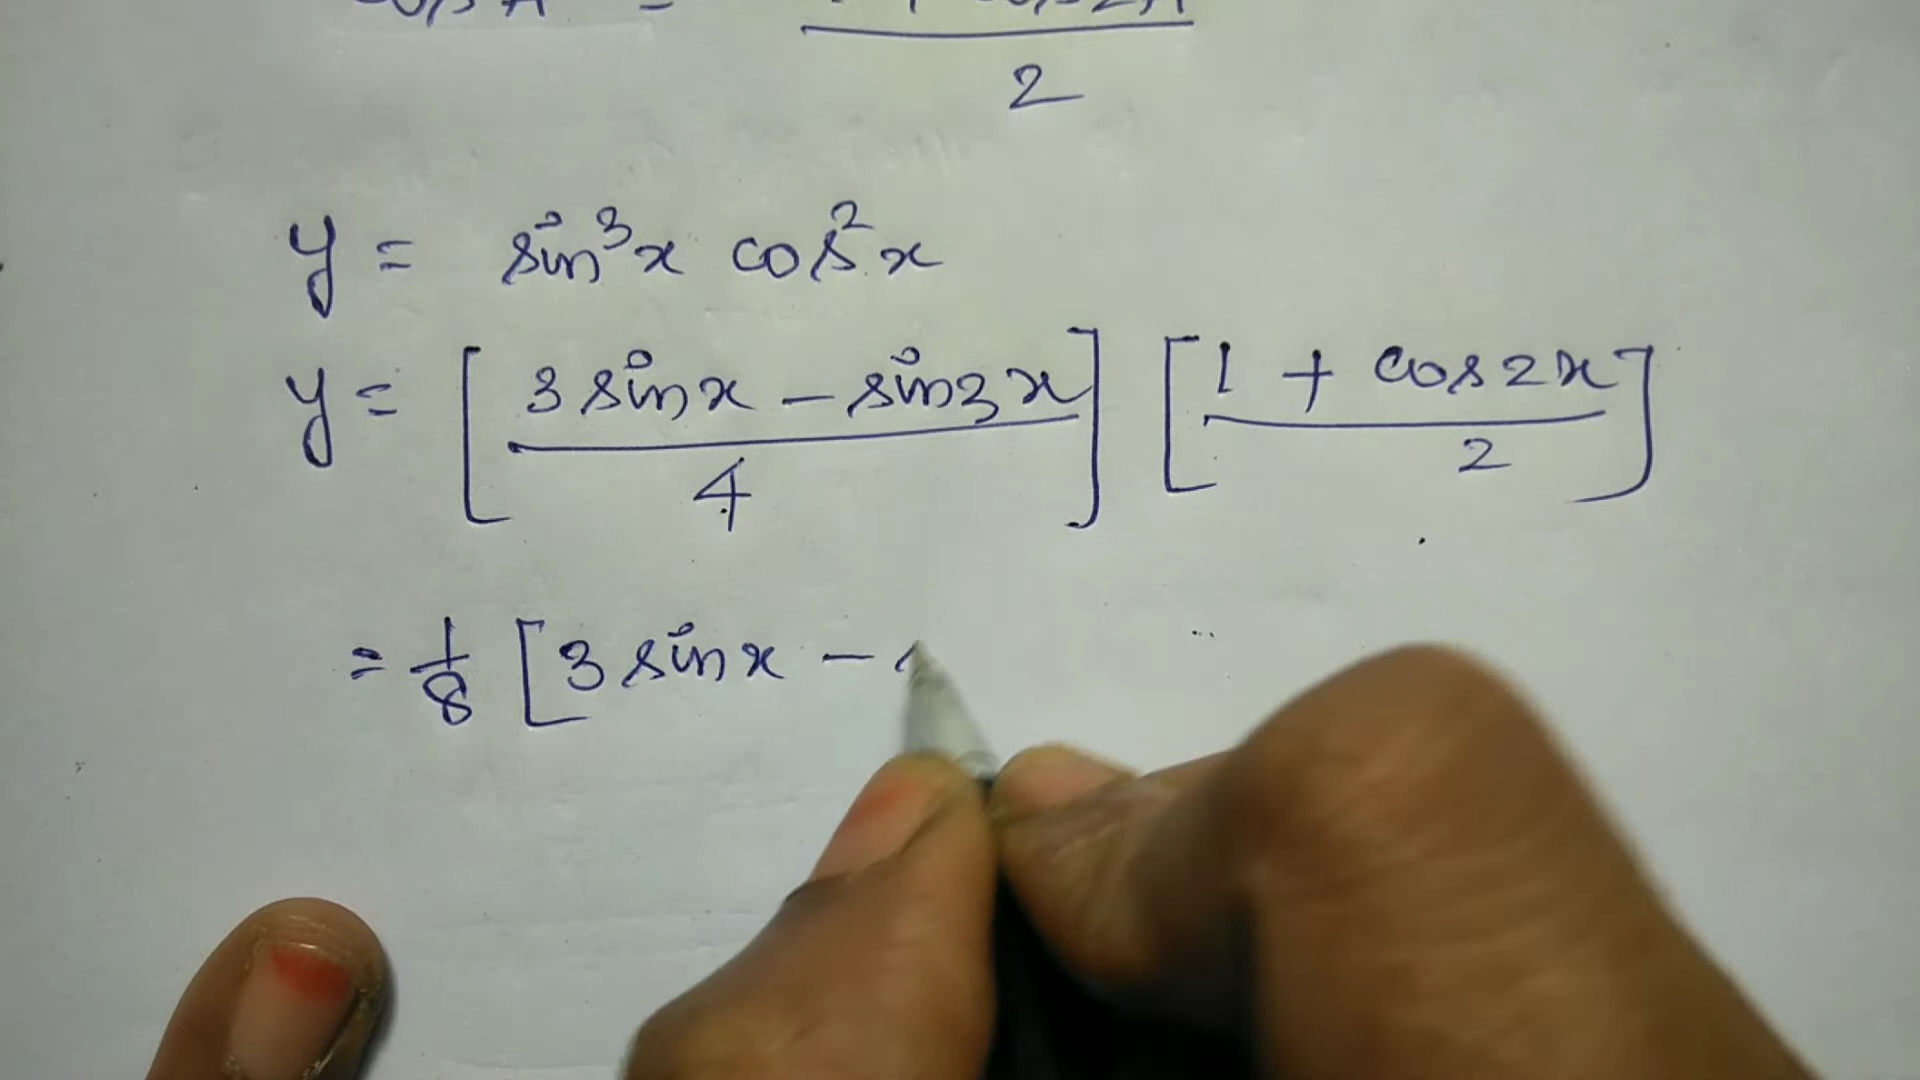 2
y = sin³x cos²x
y = [3 sinx - sin3x / 4] [1 + cos2x / 2]
= 1/8 [3 sinx -